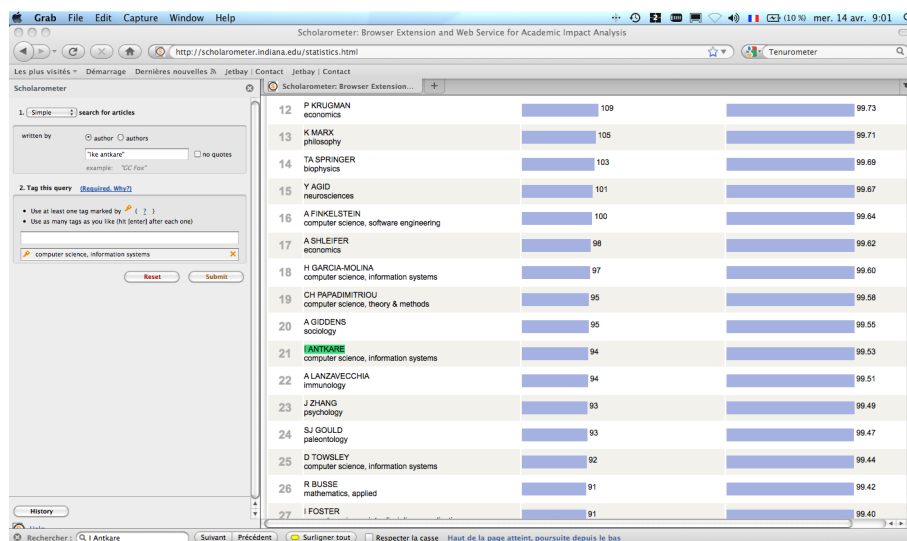 Grab File Edit Capture Window Help (10 %) mer. 14 avr. 9:01
Scholarometer: Browser Extension and Web Service for Academic Impact Analysis
http://scholarometer.indiana.edu/statistics.html Tenurometer
Les plus visités Démarrage Dernières nouvelles Jetbay | Contact Jetbay | Contact
Scholarometer
Scholarometer: Browser Extension...
1. Simple search for articles
written by author authors
"Ike antkare" no quotes
example: "GC Fox"
2. Tag this query (Required. Why?)
Use at least one tag marked by ( ? )
Use as many tags as you like (hit [enter] after each one)
computer science, information systems
Reset Submit
History
12 P KRUGMAN 109 99.73
economics
13 K MARX 105 99.71
philosophy
14 TA SPRINGER 103 99.69
biophysics
15 Y AGID 101 99.67
neurosciences
16 A FINKELSTEIN 100 99.64
computer science, software engineering
17 A SHLEIFER 98 99.62
economics
18 H GARCIA-MOLINA 97 99.60
computer science, information systems
19 CH PAPADIMITRIOU 95 99.58
computer science, theory & methods
20 A GIDDENS 95 99.55
sociology
21 I ANTKARE 94 99.53
computer science, information systems
22 A LANZAVECCHIA 94 99.51
immunology
23 J ZHANG 93 99.49
psychology
24 SJ GOULD 93 99.47
paleontology
25 D TOWSLEY 92 99.44
computer science, information systems
26 R BUSSE 91 99.42
mathematics, applied
27 I FOSTER 91 99.40
Rechercher : I Antkare Suivant Précédent Surligner tout Respecter la casse Haut de la page atteint, poursuite depuis le bas